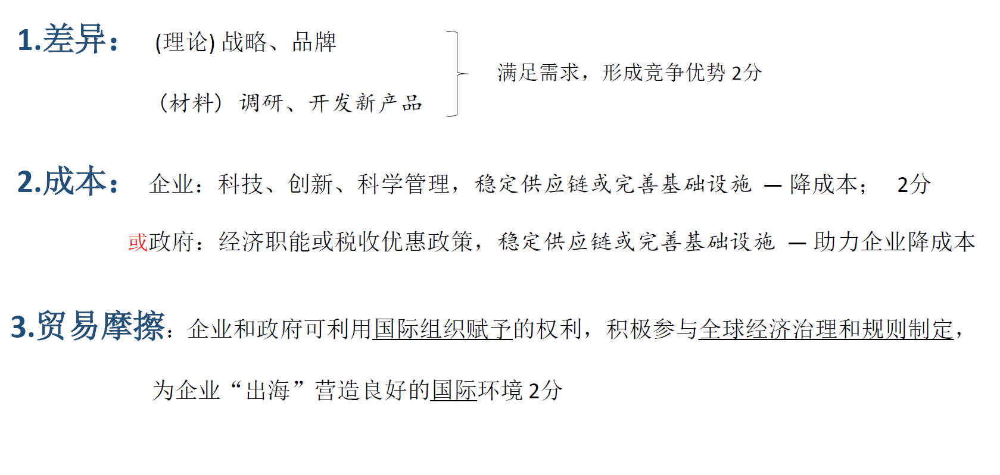 1.差异： (理论) 战略、品牌
满足需求，形成竞争优势 2分
（材料） 调研、开发新产品
2.成本： 企业：科技、创新、科学管理，稳定供应链或完善基础设施 — 降成本； 2分
或政府：经济职能或税收优惠政策，稳定供应链或完善基础设施 — 助力企业降成本
3.贸易摩擦：企业和政府可利用国际组织赋予的权利，积极参与全球经济治理和规则制定，
为企业“出海”营造良好的国际环境 2分